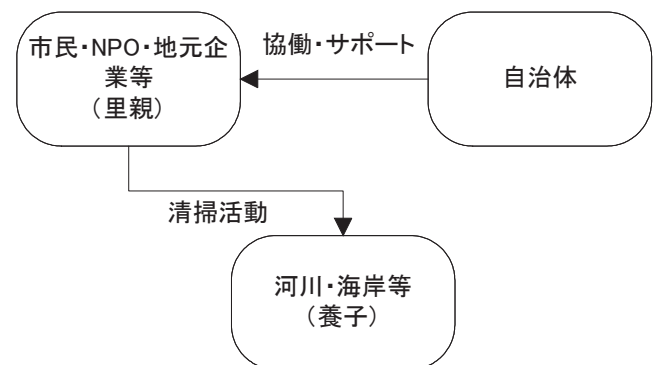 市民・NPO・地元企
業等
（里親）
協働・サポート
自治体
清掃活動
河川・海岸等
（養子）